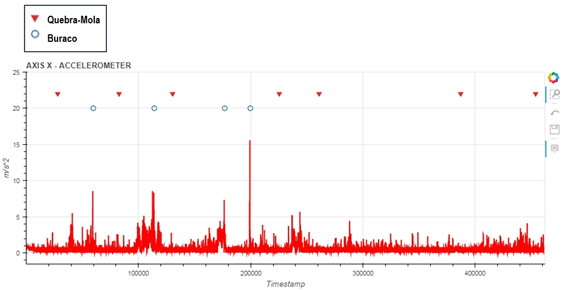 Quebra-Mola
Buraco
AXIS X - ACCELEROMETER
25
20
15
10
5
0
m/s^2
100000
200000
300000
400000
Timestamp